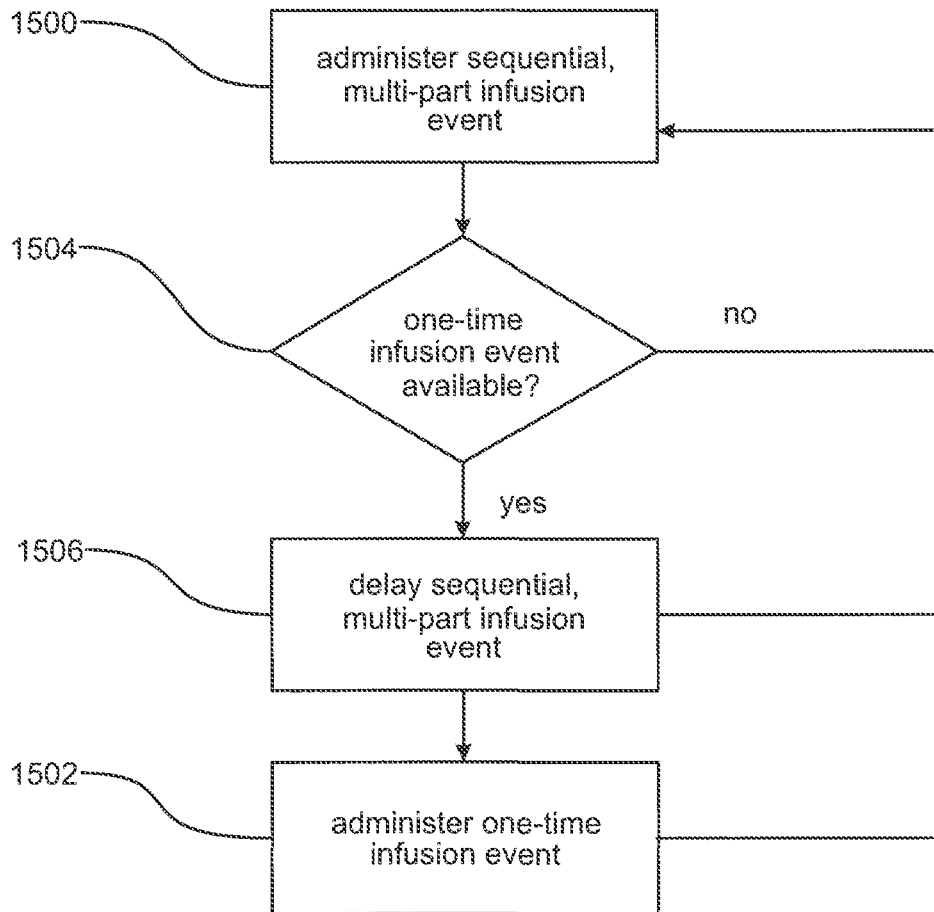 1500
administer sequential,
multi-part infusion
event
1504
one-time
infusion event
available?
no
yes
1506
delay sequential,
multi-part infusion
event
1502
administer one-time
infusion event